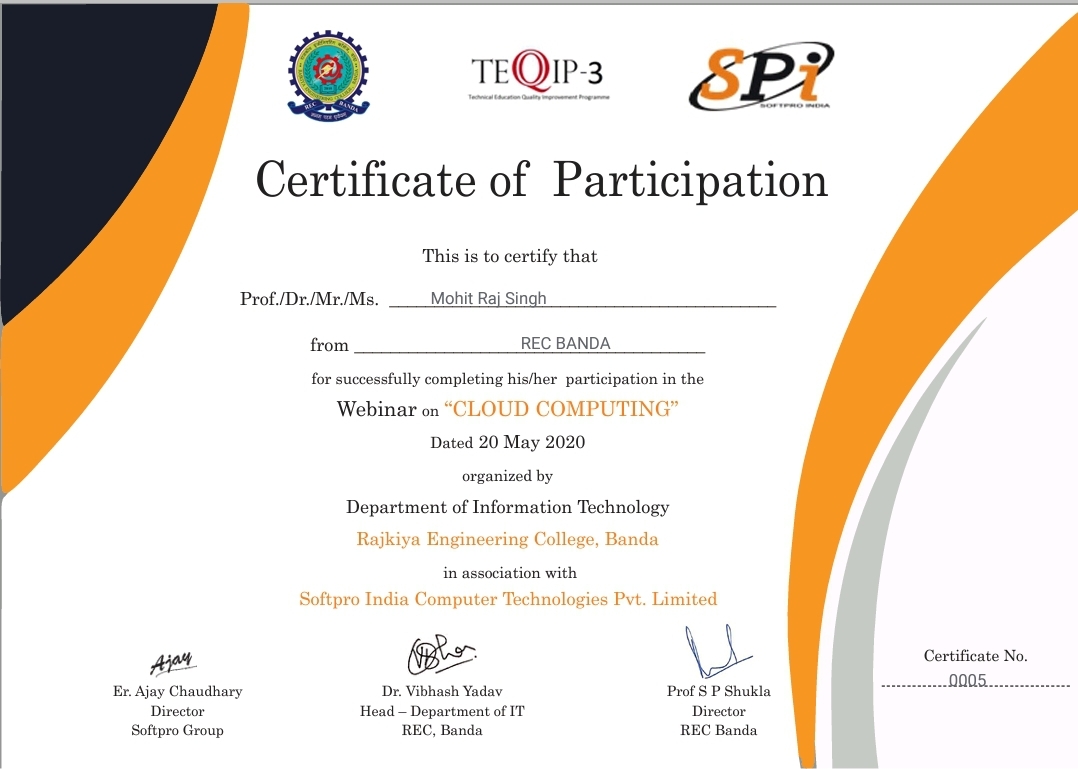 REC BANDA
TEQIP-3
Technical Education Quality Improvement Programme
SPi
SOFTPRO INDIA
Certificate of Participation
This is to certify that
Prof./Dr./Mr./Ms. Mohit Raj Singh
from REC BANDA
for successfully completing his/her participation in the
Webinar on “CLOUD COMPUTING”
Dated 20 May 2020
organized by
Department of Information Technology
Rajkiya Engineering College, Banda
in association with
Softpro India Computer Technologies Pvt. Limited
Ajay
Er. Ajay Chaudhary
Director
Softpro Group
Dr. Vibhash Yadav
Head – Department of IT
REC, Banda
Prof S P Shukla
Director
REC Banda
Certificate No.
0005